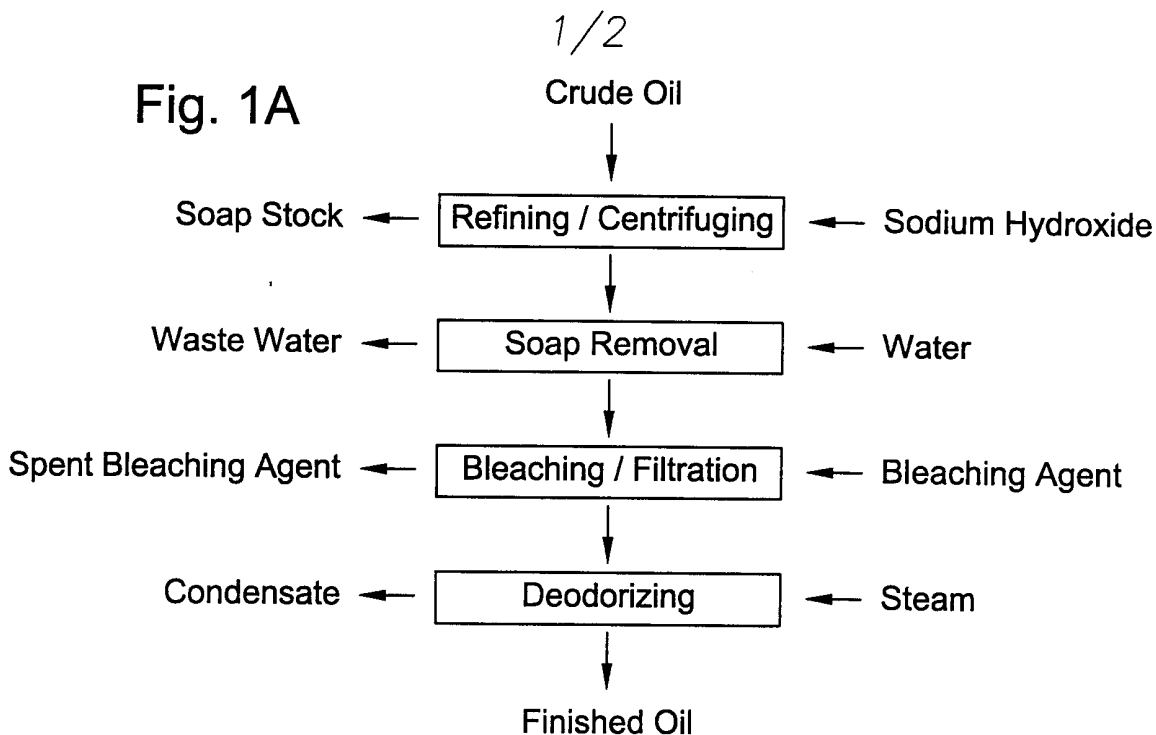 1/2
Fig. 1A
Crude Oil
Soap Stock Refining / Centrifuging Sodium Hydroxide
Waste Water Soap Removal Water
Spent Bleaching Agent Bleaching / Filtration Bleaching Agent
Condensate Deodorizing Steam
Finished Oil